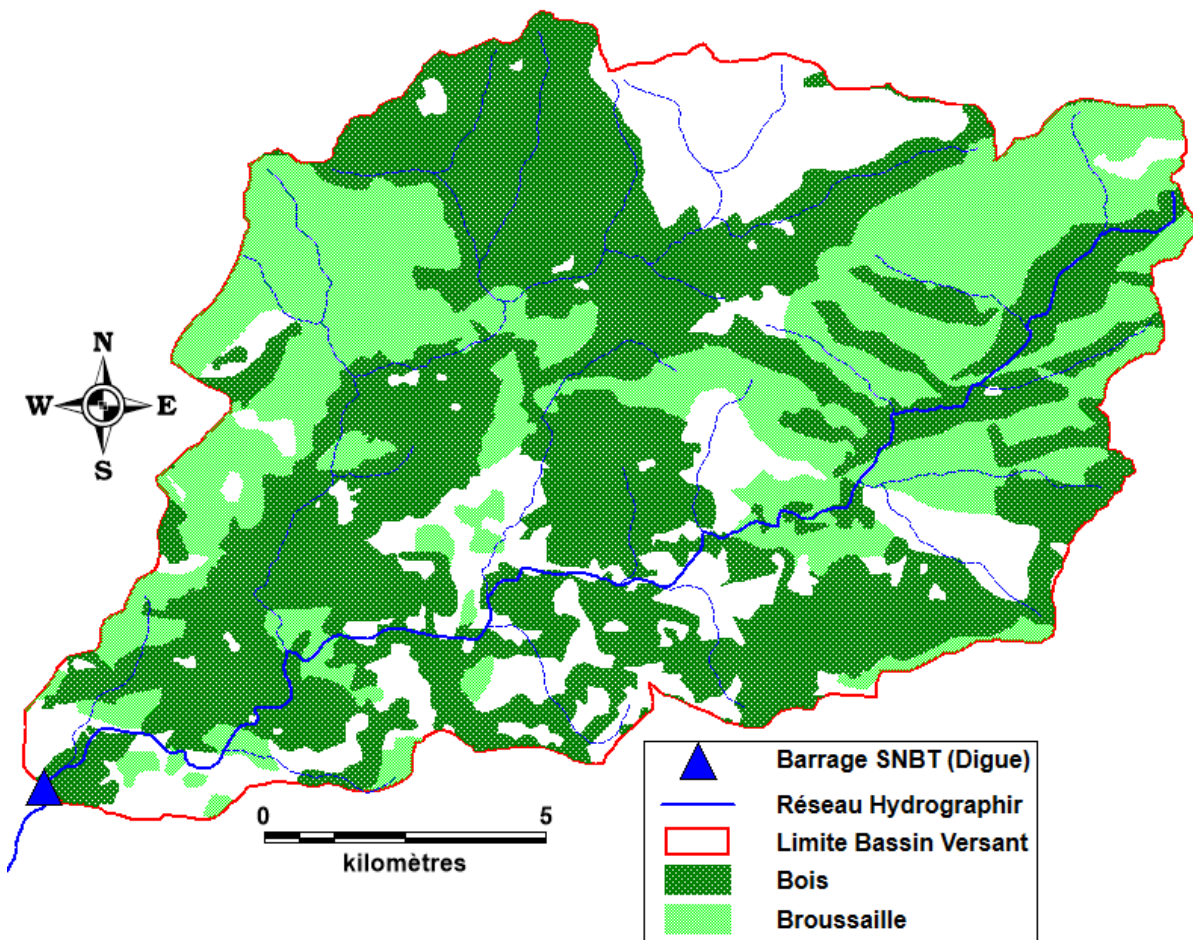 N
W E
S
0 5
kilomètres
Barrage SNBT (Digue)
Réseau Hydrographir
Limite Bassin Versant
Bois
Broussaille